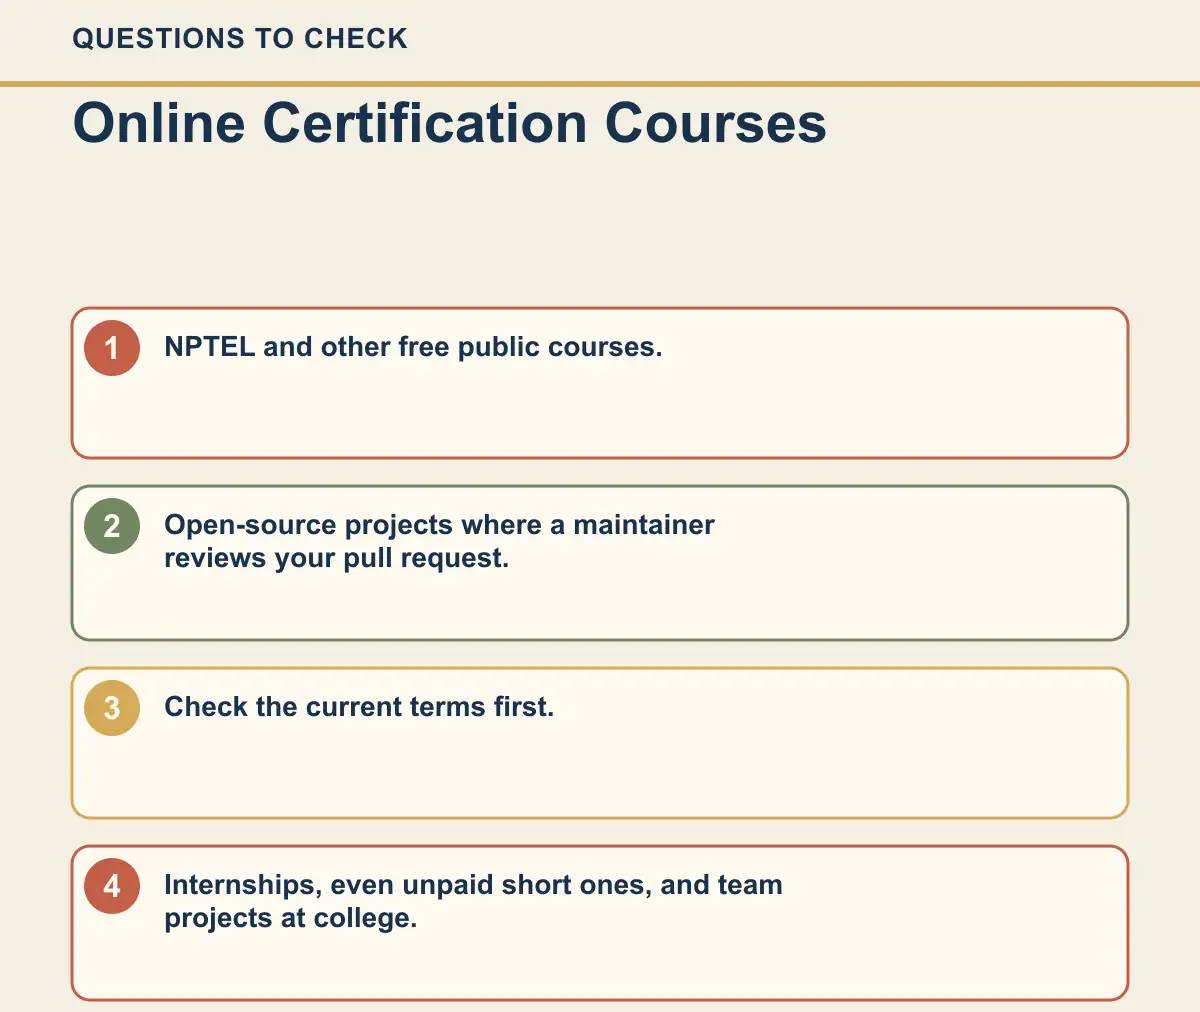 QUESTIONS TO CHECK
Online Certification Courses
1
NPTEL and other free public courses.
2
Open-source projects where a maintainer
reviews your pull request.
3
Check the current terms first.
4
Internships, even unpaid short ones, and team
projects at college.